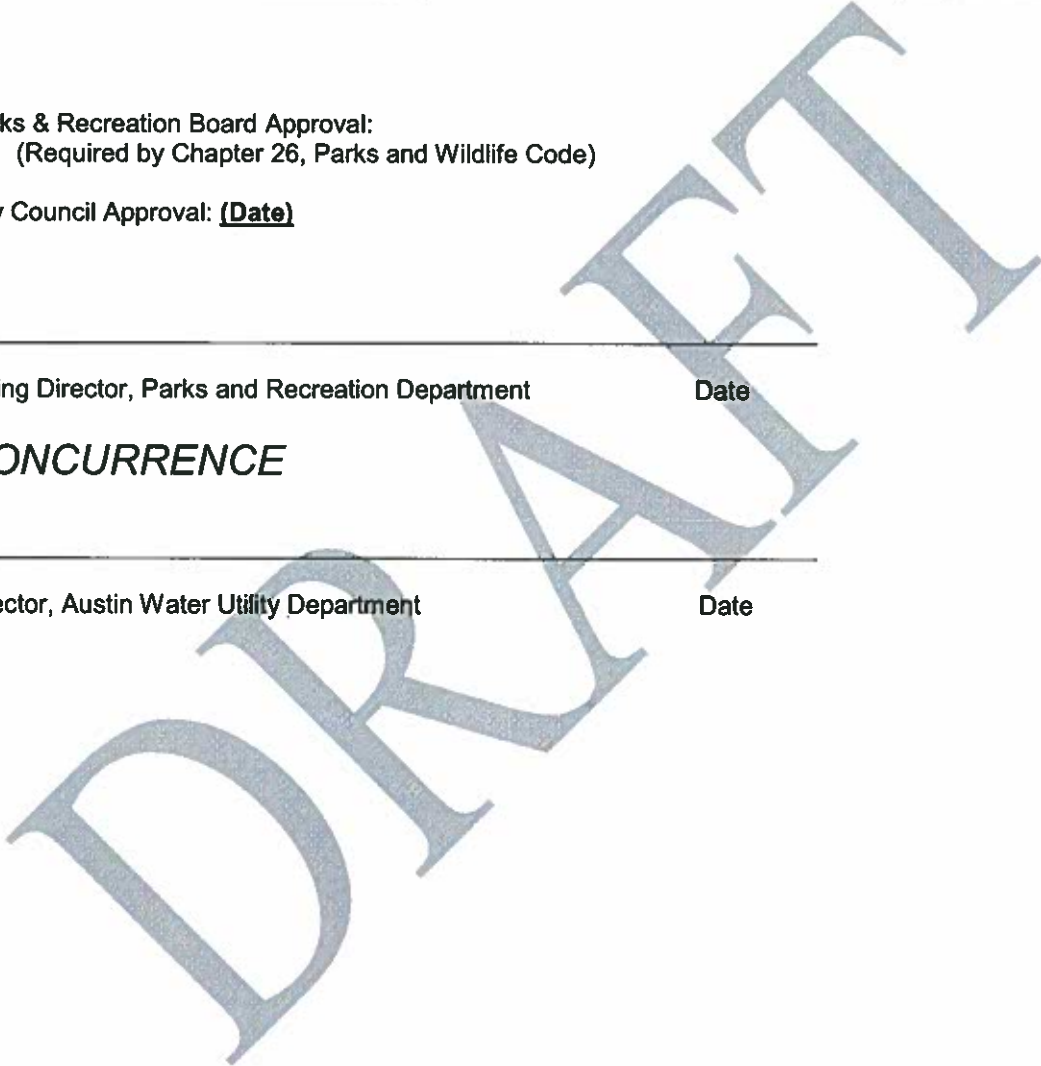 ks & Recreation Board Approval:
(Required by Chapter 26, Parks and Wildlife Code)
y Council Approval: (Date)
ing Director, Parks and Recreation Department Date
ONCURRENCE
ector, Austin Water Utility Department Date
DRAFT